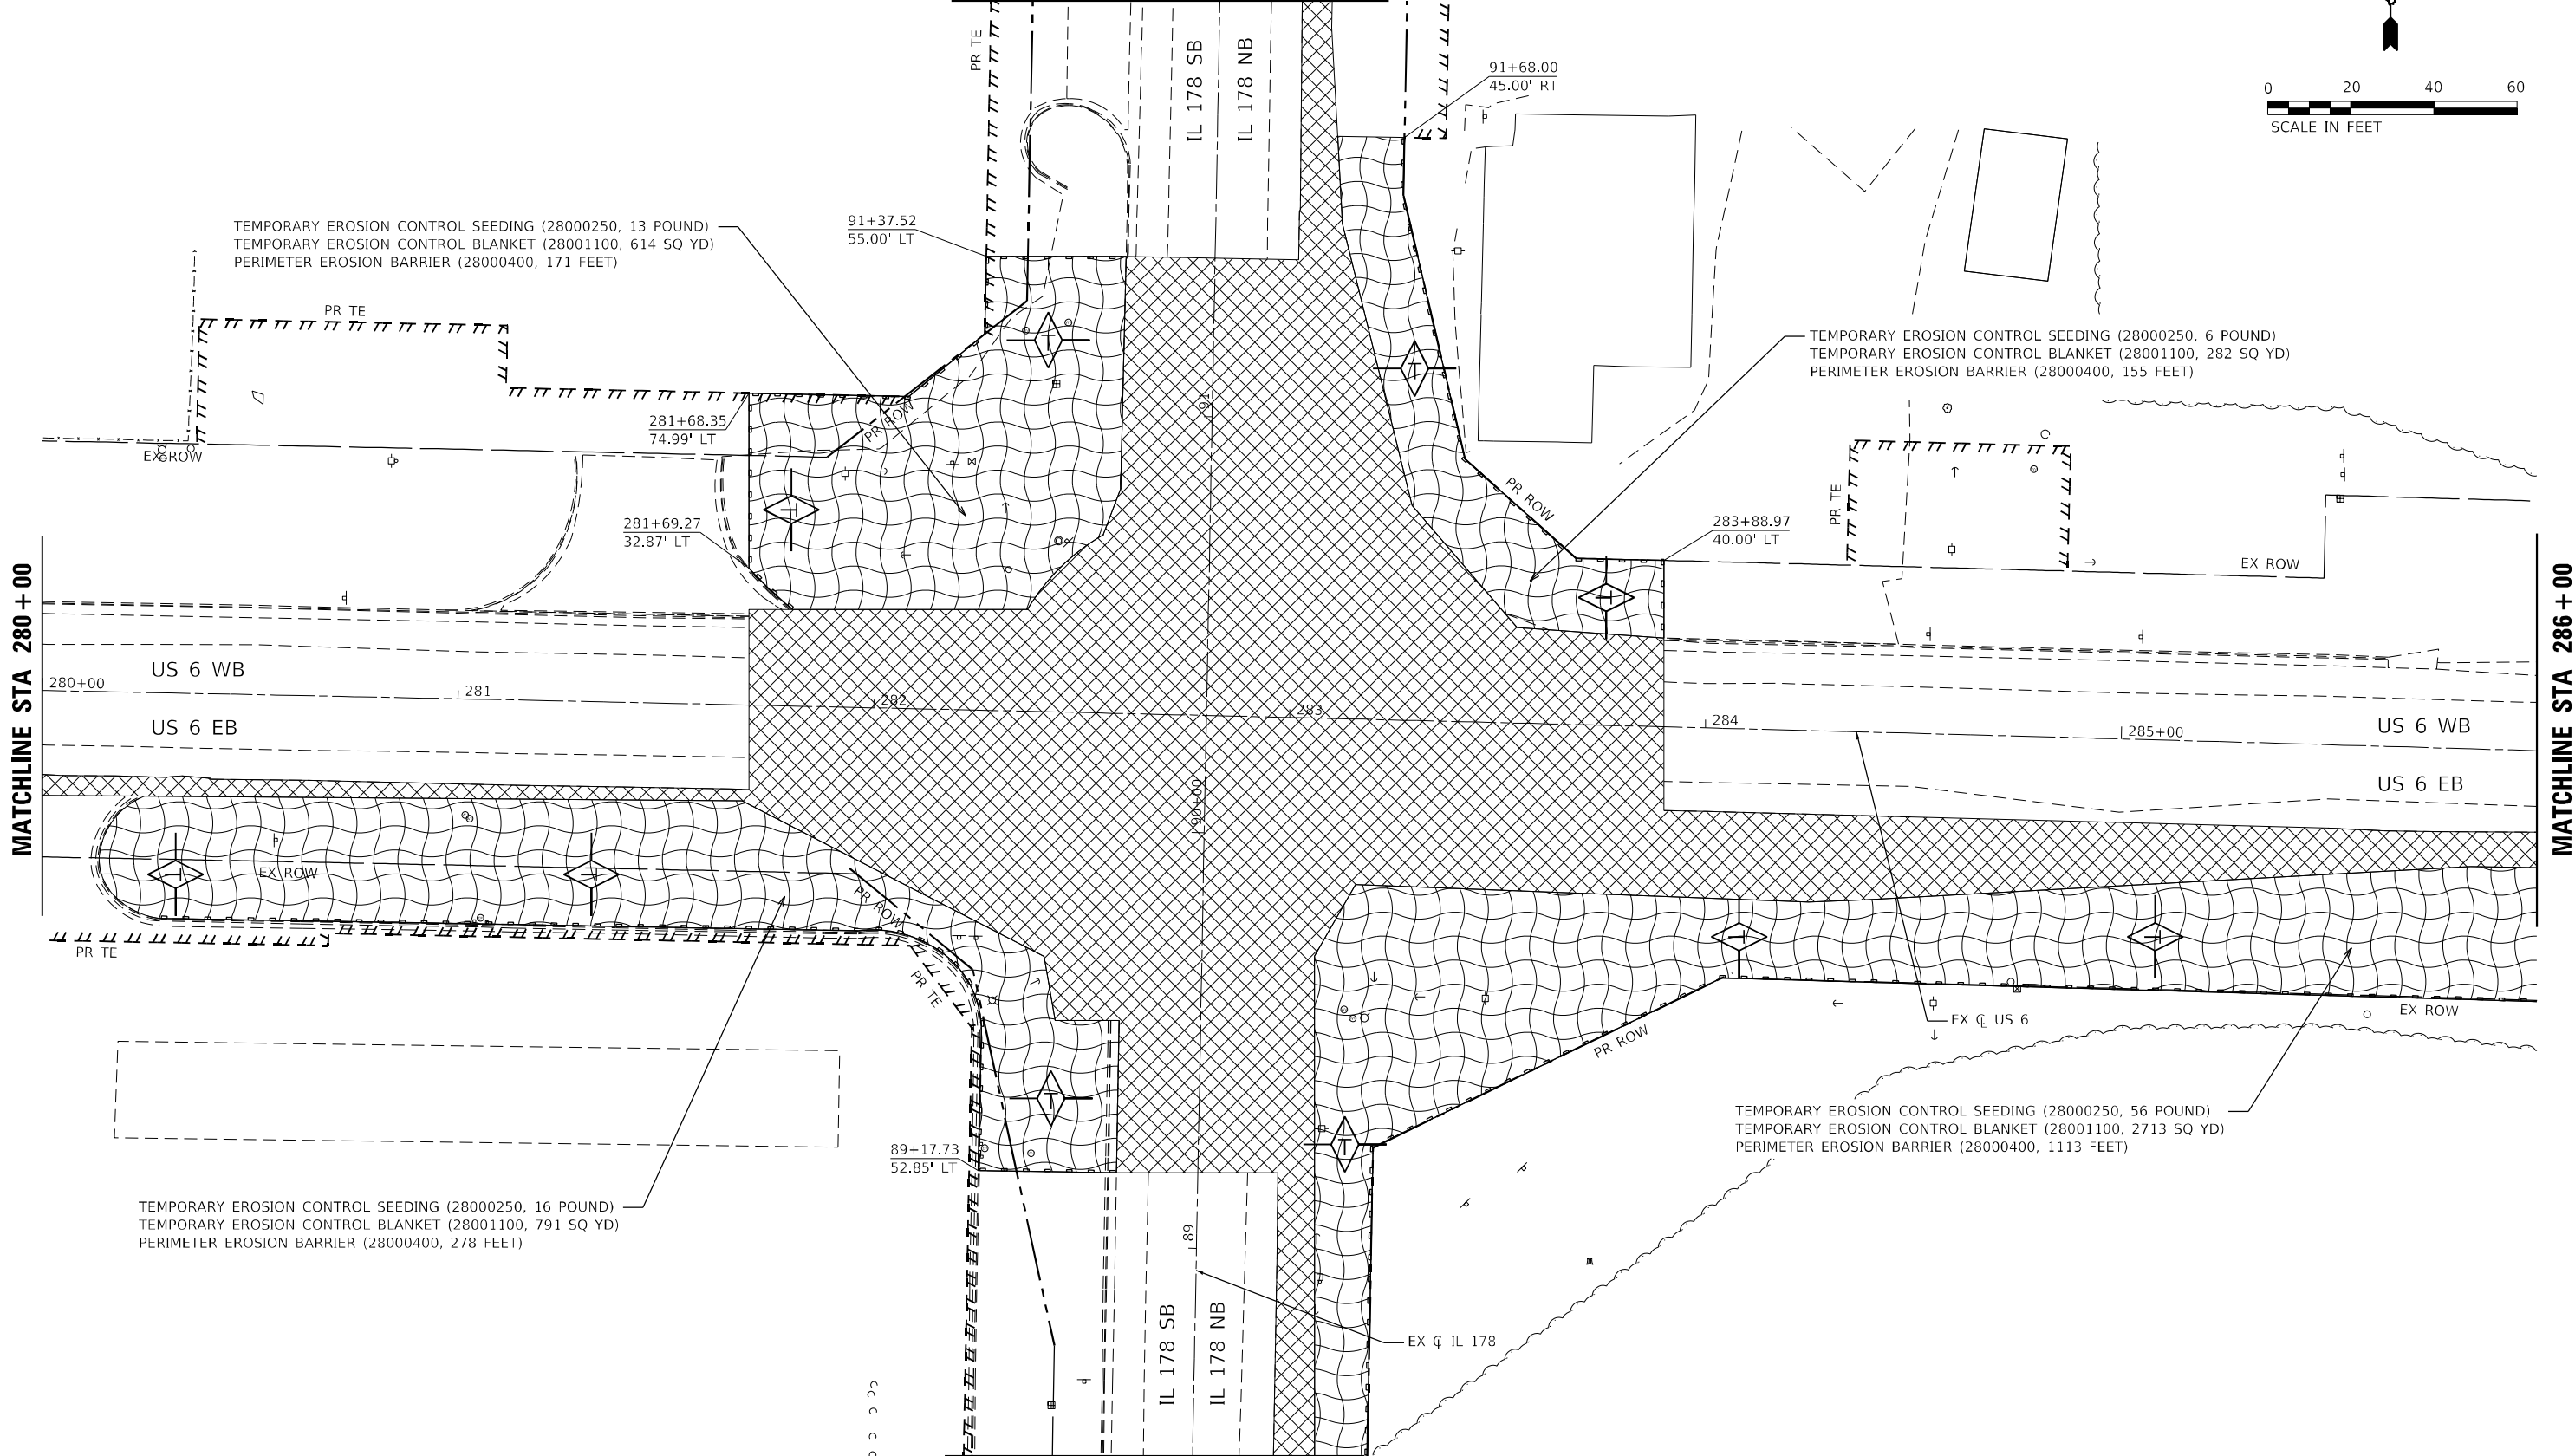 PR TE
IL 178 SB
IL 178 NB
91+68.00
45.00' RT
0 20 40 60
SCALE IN FEET
TEMPORARY EROSION CONTROL SEEDING (28000250, 13 POUND)
TEMPORARY EROSION CONTROL BLANKET (28001100, 614 SQ YD)
PERIMETER EROSION BARRIER (28000400, 171 FEET)
91+37.52
55.00' LT
PR TE
TEMPORARY EROSION CONTROL SEEDING (28000250, 6 POUND)
TEMPORARY EROSION CONTROL BLANKET (28001100, 282 SQ YD)
PERIMETER EROSION BARRIER (28000400, 155 FEET)
T
T
91
281+68.35
74.99' LT
PR ROW
EX ROW
PR ROW
PR TE
281+69.27
32.87' LT
T
283+88.97
40.00' LT
EX ROW
T
MATCHLINE STA 280+00
MATCHLINE STA 286+00
US 6 WB
280+00
281
282
283
284
285+00
US 6 WB
US 6 EB
US 6 EB
90+00
EX ROW
T
T
PR ROW
T
T
PR TE
PR TE
EX ROW
EX ℄ US 6
PR ROW
T
T
TEMPORARY EROSION CONTROL SEEDING (28000250, 56 POUND)
TEMPORARY EROSION CONTROL BLANKET (28001100, 2713 SQ YD)
PERIMETER EROSION BARRIER (28000400, 1113 FEET)
89+17.73
52.85' LT
TEMPORARY EROSION CONTROL SEEDING (28000250, 16 POUND)
TEMPORARY EROSION CONTROL BLANKET (28001100, 791 SQ YD)
PERIMETER EROSION BARRIER (28000400, 278 FEET)
89
IL 178 SB
IL 178 NB
EX ℄ IL 178